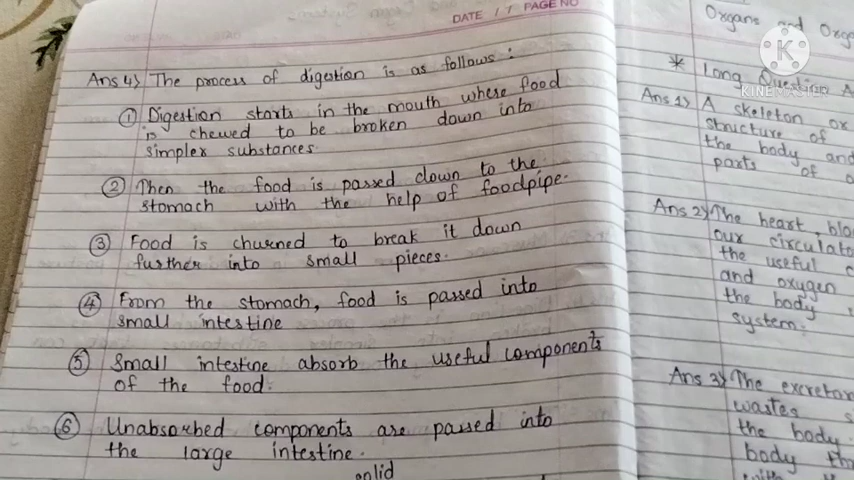 DATE / / PAGE NO
Ans 4) The process of digestion is as follows :
① Digestion starts in the mouth where food
is chewed to be broken down into
simpler substances.
② Then the food is passed down to the
stomach with the help of foodpipe.
③ Food is churned to break it down
further into small pieces.
④ From the stomach, food is passed into
small intestine
⑤ Small intestine absorb the useful components
of the food.
⑥ Unabsorbed components are passed into
the large intestine.
solid
Organs and
* Long
Ans 1) A skeleton or
structure of
the body and
parts of
Ans 2) The heart,
our
the useful
and oxygen
the body
system.
Ans 3) The
wastes
the body.
body
with
KINEMASTER